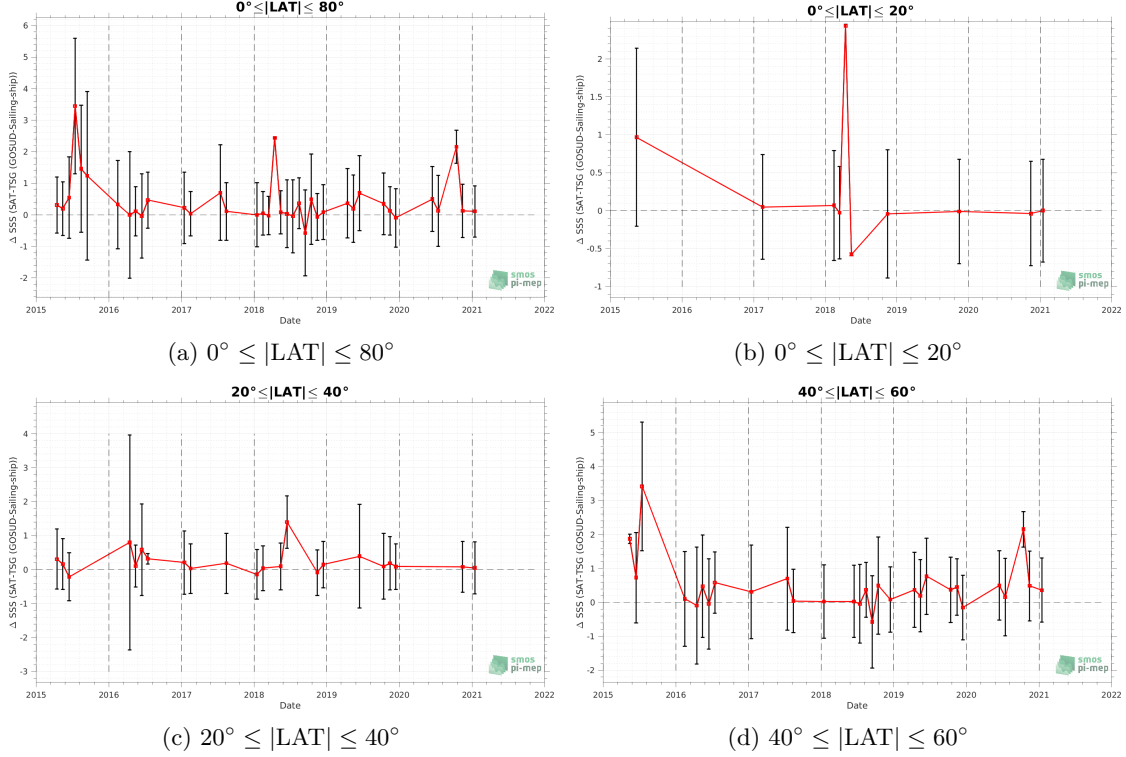 0°≤|LAT|≤ 80°
Δ SSS (SAT-TSG (GOSUD-Sailing-ship))
6
5
4
3
2
1
0
-1
-2
2015 2016 2017 2018 2019 2020 2021 2022
Date
smos
pi-mep
(a) 0° ≤ |LAT| ≤ 80°
0°≤|LAT|≤ 20°
Δ SSS (SAT-TSG (GOSUD-Sailing-ship))
2
1.5
1
0.5
0
-0.5
-1
2015 2016 2017 2018 2019 2020 2021 2022
Date
smos
pi-mep
(b) 0° ≤ |LAT| ≤ 20°
20°≤|LAT|≤ 40°
Δ SSS (SAT-TSG (GOSUD-Sailing-ship))
4
3
2
1
0
-1
-2
-3
2015 2016 2017 2018 2019 2020 2021 2022
Date
smos
pi-mep
(c) 20° ≤ |LAT| ≤ 40°
40°≤|LAT|≤ 60°
Δ SSS (SAT-TSG (GOSUD-Sailing-ship))
5
4
3
2
1
0
-1
-2
2015 2016 2017 2018 2019 2020 2021 2022
Date
smos
pi-mep
(d) 40° ≤ |LAT| ≤ 60°